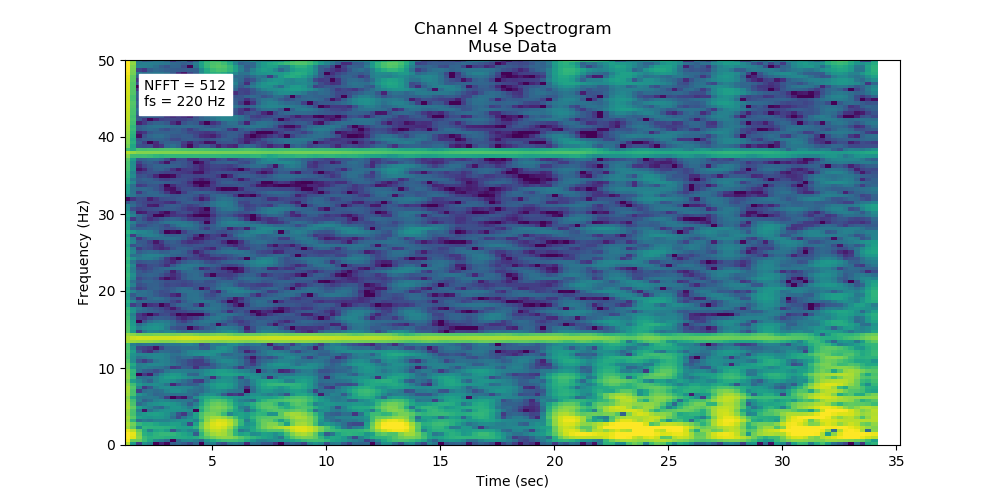 Channel 4 Spectrogram
Muse Data
NFFT = 512
fs = 220 Hz
50
40
30
20
10
0
Frequency (Hz)
5
10
15
20
25
30
35
Time (sec)